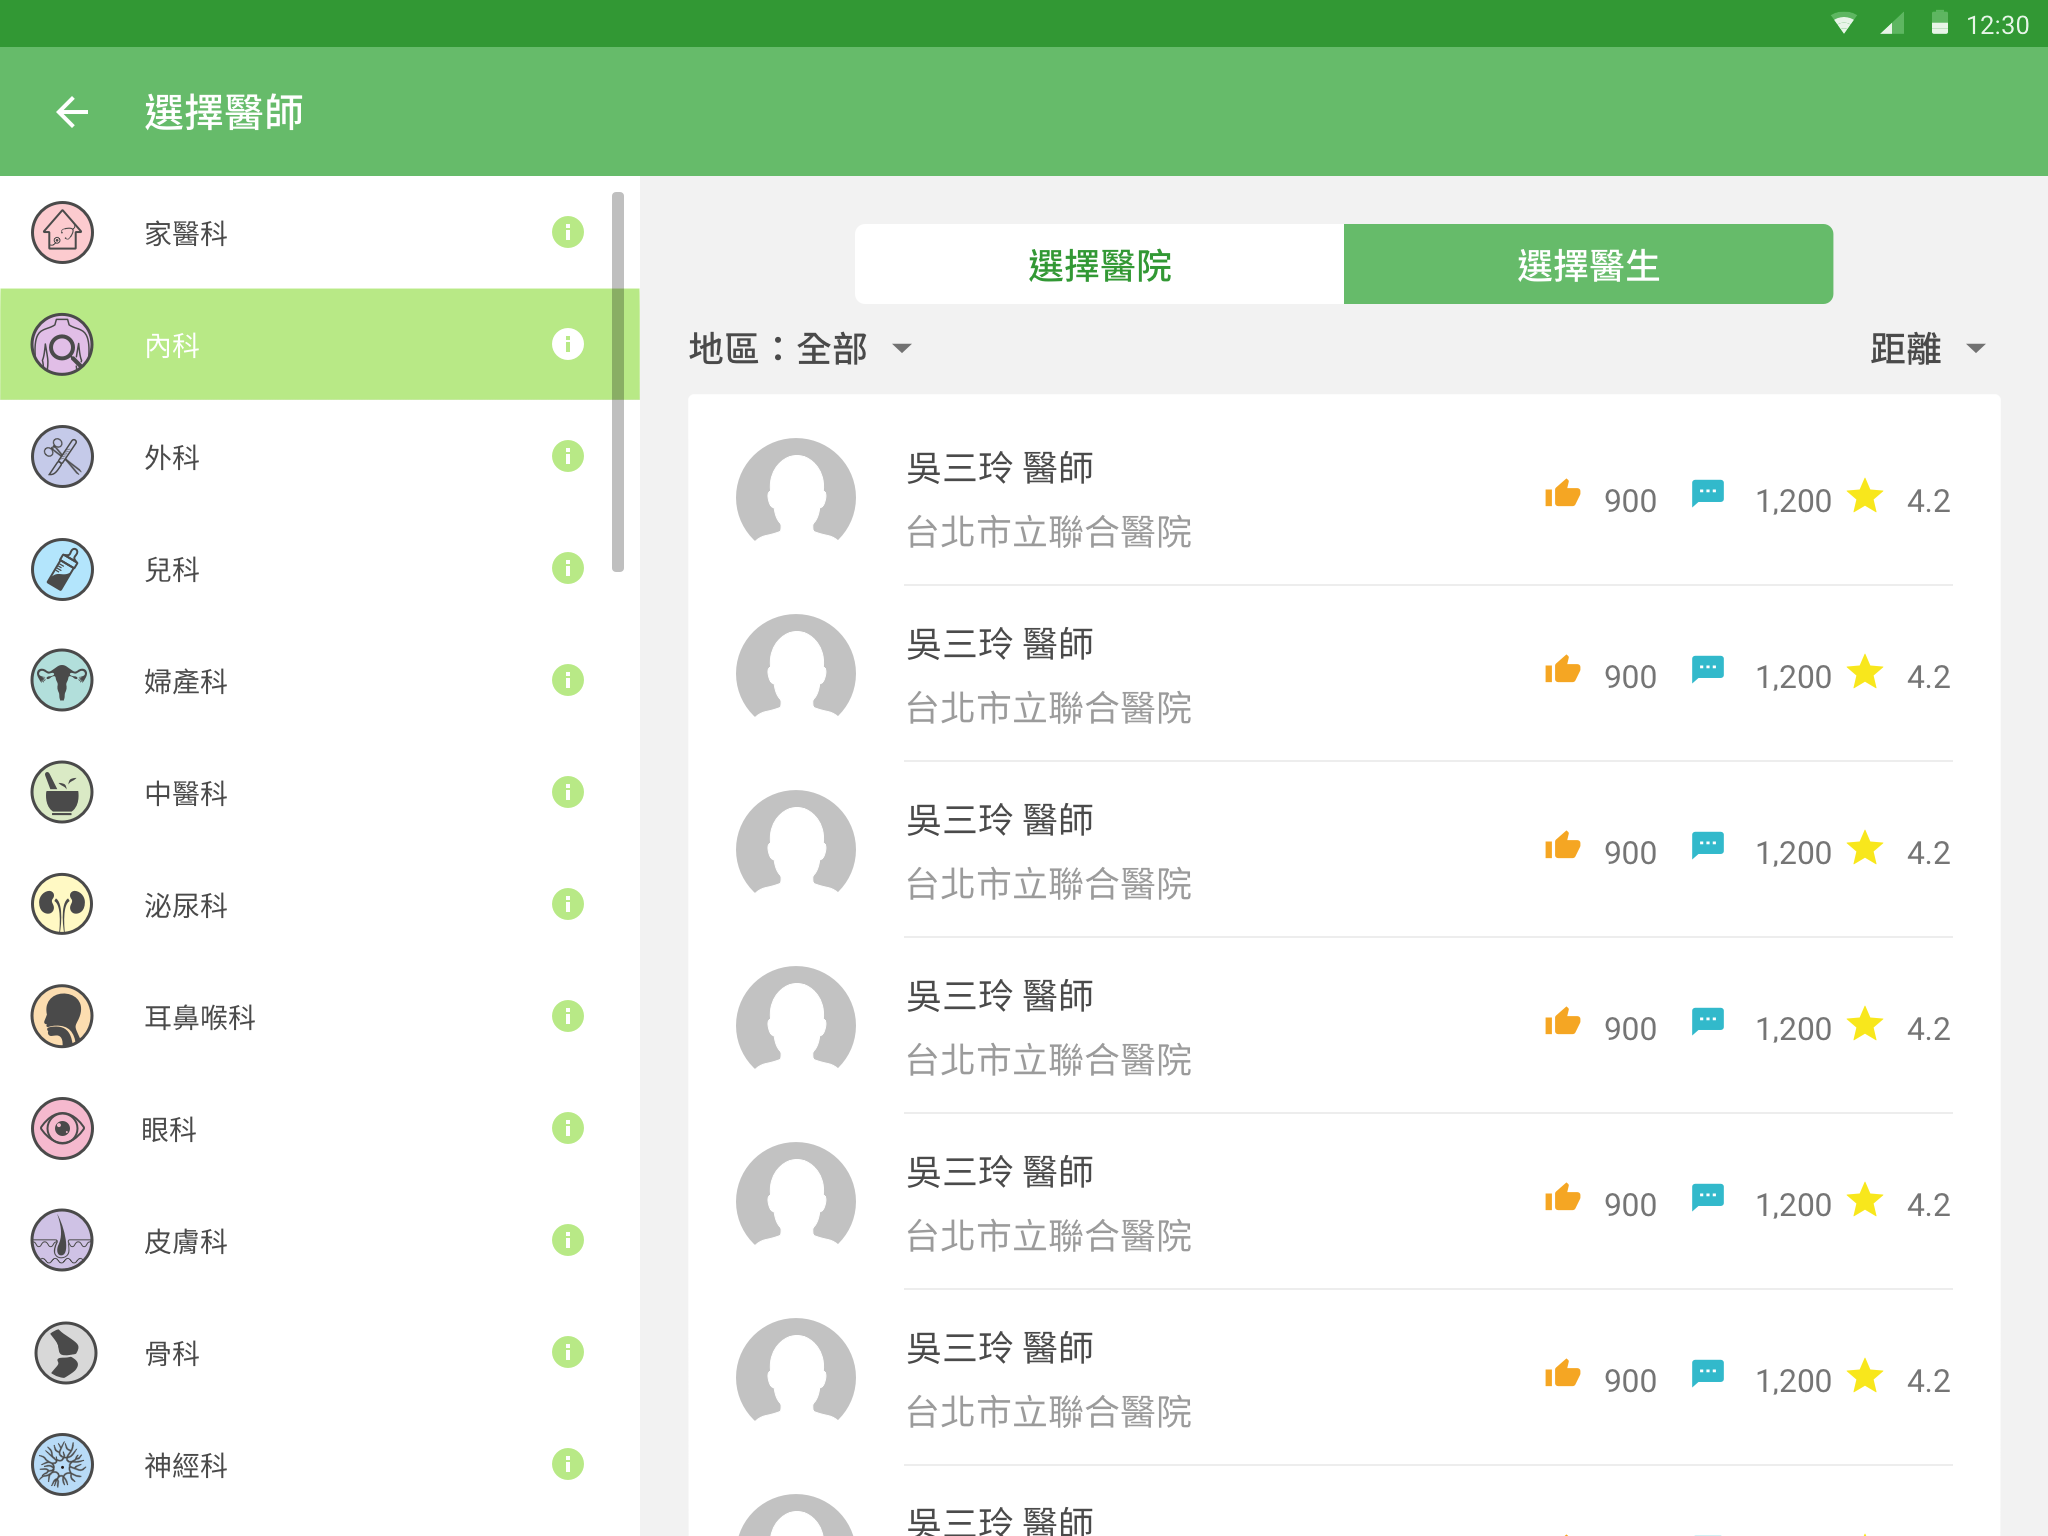 12:30
選擇醫師
家醫科
內科
外科
兒科
婦產科
中醫科
泌尿科
耳鼻喉科
眼科
皮膚科
骨科
神經科
選擇醫院 選擇醫生
地區：全部 距離
吳三玲 醫師
台北市立聯合醫院
900 1,200 4.2
吳三玲 醫師
台北市立聯合醫院
900 1,200 4.2
吳三玲 醫師
台北市立聯合醫院
900 1,200 4.2
吳三玲 醫師
台北市立聯合醫院
900 1,200 4.2
吳三玲 醫師
台北市立聯合醫院
900 1,200 4.2
吳三玲 醫師
台北市立聯合醫院
900 1,200 4.2
吳三玲 醫師